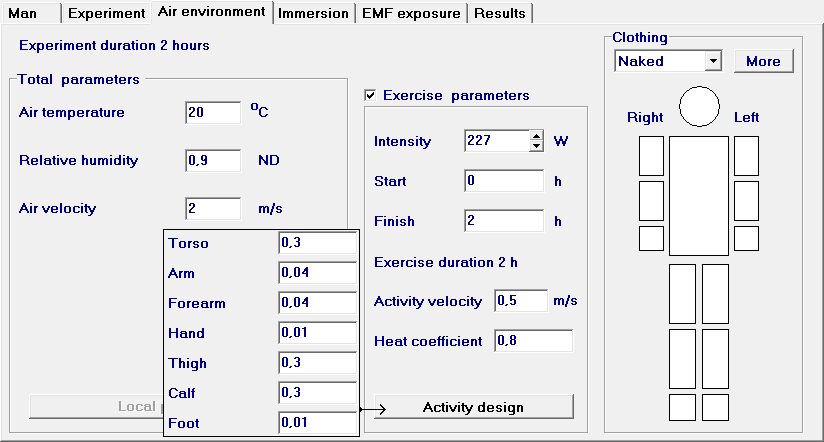 Man Experiment Air environment Immersion EMF exposure Results
Experiment duration 2 hours
Total parameters
Air temperature 20 °C
Relative humidity 0,9 ND
Air velocity 2 m/s
Torso 0,3
Arm 0,04
Forearm 0,04
Hand 0,01
Thigh 0,3
Calf 0,3
Foot 0,01
Local
Exercise parameters
Intensity 227 W
Start 0 h
Finish 2 h
Exercise duration 2 h
Activity velocity 0,5 m/s
Heat coefficient 0,8
Activity design
Clothing
Naked More
Right Left